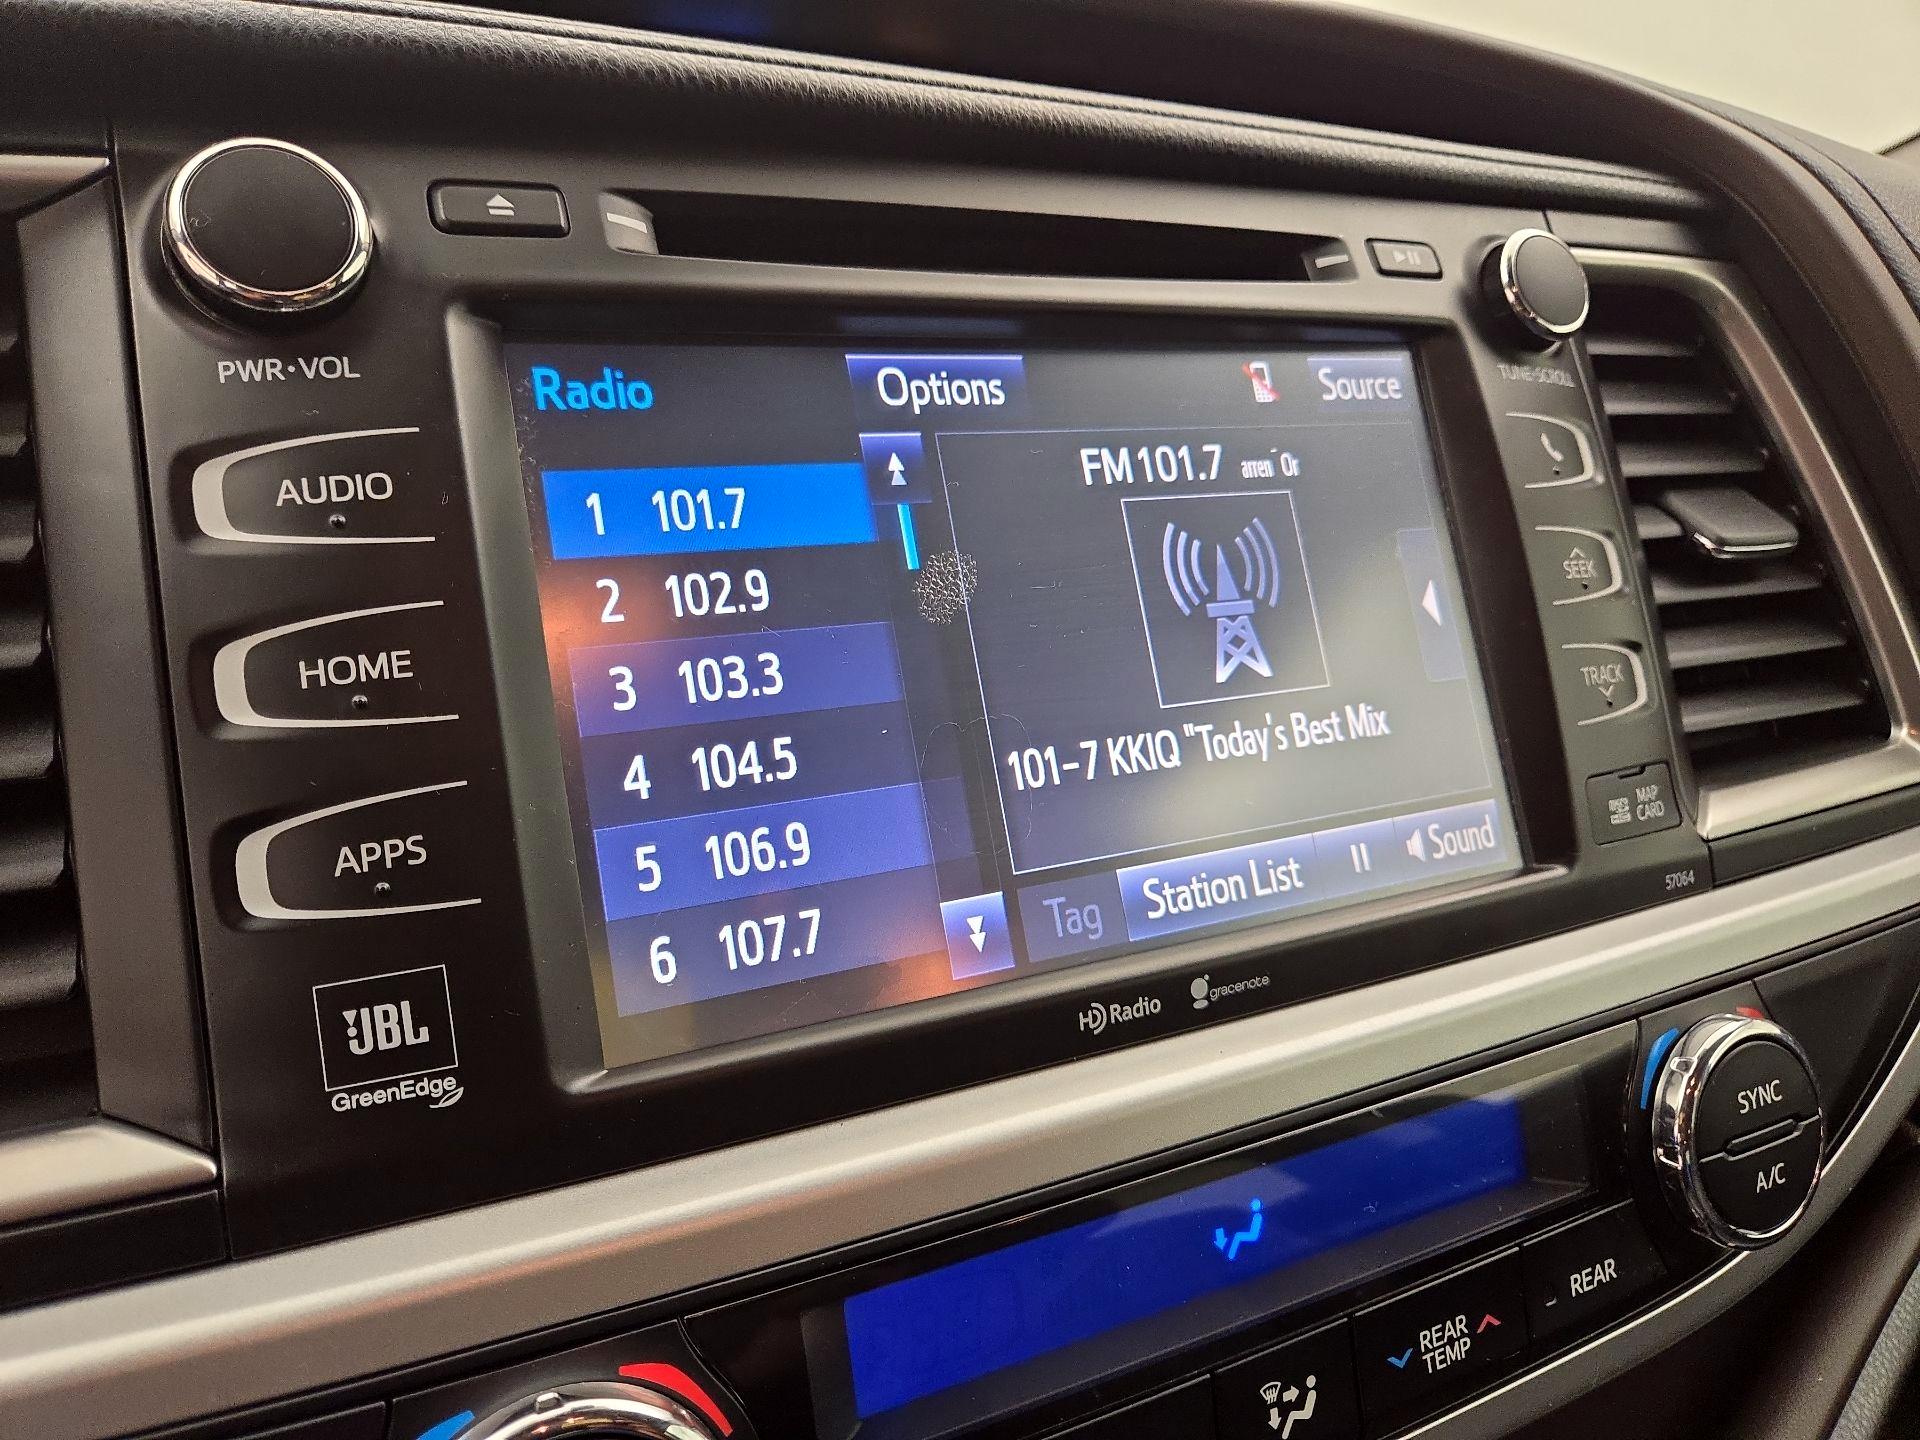 PWR•VOL
AUDIO
HOME
APPS
JBL
GreenEdge
Radio
Options
Source
1 101.7
2 102.9
3 103.3
4 104.5
5 106.9
6 107.7
FM 101.7 arren Or
101-7 KKIQ "Today's Best Mix
Tag
Station List
Sound
HD Radio
gracenote
TUNE•SCROLL
SEEK
TRACK
MAP
CARD
57064
SYNC
A/C
REAR
TEMP
REAR